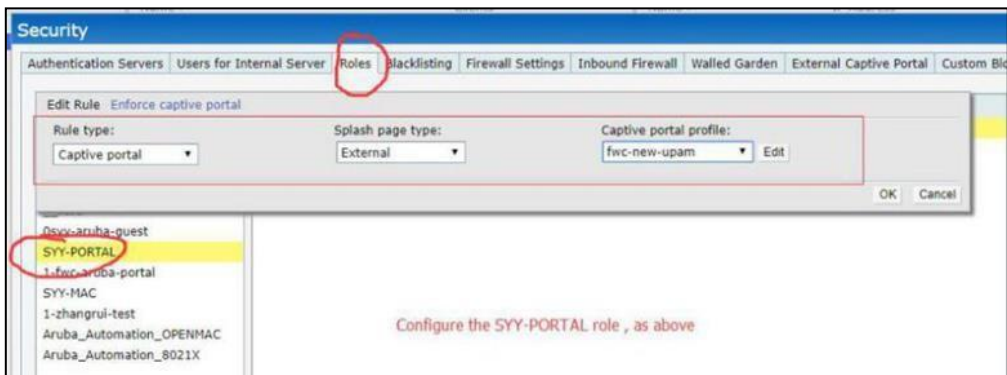 Security
Authentication Servers Users for Internal Server Roles Blacklisting Firewall Settings Inbound Firewall Walled Garden External Captive Portal Custom Blo
Edit Rule Enforce captive portal
Rule type: Splash page type: Captive portal profile:
Captive portal External fwc-new-upam Edit
OK Cancel
0syy-aruba-guest
SYY-PORTAL
1-fwc-aruba-portal
SYY-MAC
1-zhangrui-test
Aruba_Automation_OPENMAC
Aruba_Automation_8021X
Configure the SYY-PORTAL role , as above